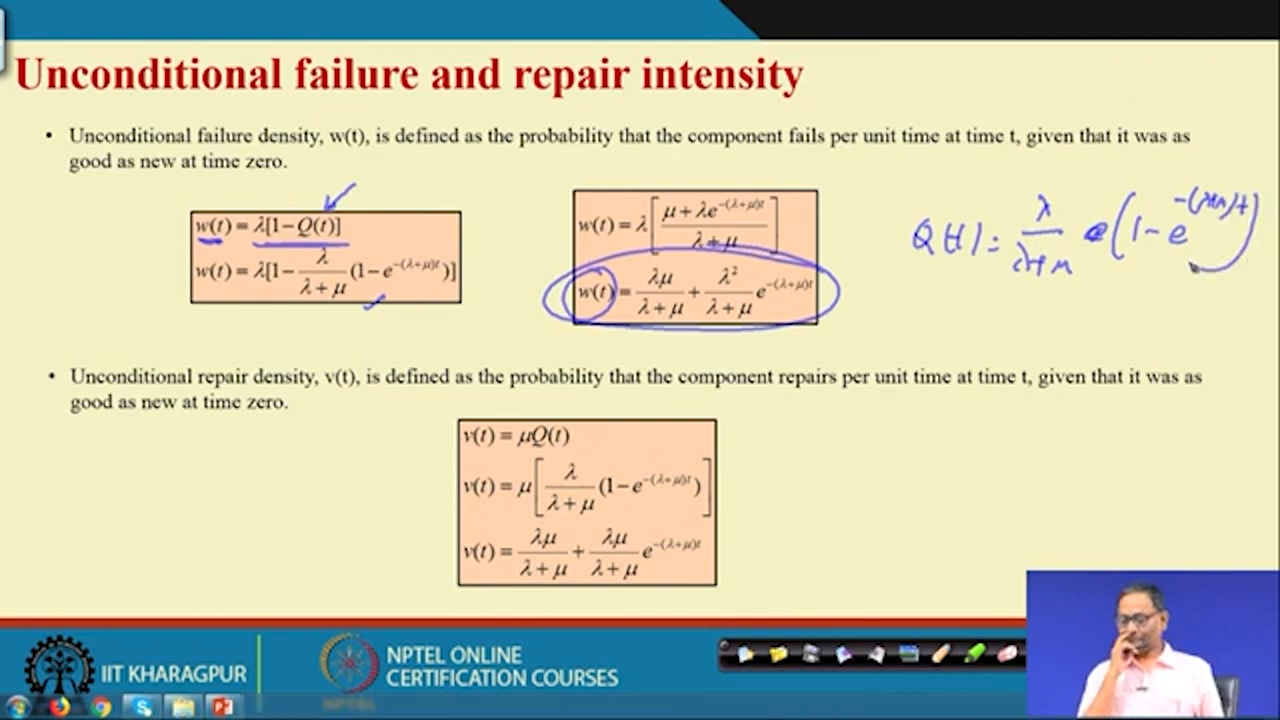 Unconditional failure and repair intensity
• Unconditional failure density, w(t), is defined as the probability that the component fails per unit time at time t, given that it was as
good as new at time zero.
w(t) = λ[1−Q(t)]
w(t) = λ[1− λ/(λ+μ) (1−e^{−(λ+μ)t})]
w(t) = λ[ (μ+λe^{−(λ+μ)t})/(λ+μ) ]
w(t) = λμ/(λ+μ) + λ²/(λ+μ) e^{−(λ+μ)t}
Q(t) = λ/(λ+μ) (1−e^{−(λ+μ)t})
• Unconditional repair density, v(t), is defined as the probability that the component repairs per unit time at time t, given that it was as
good as new at time zero.
v(t) = μQ(t)
v(t) = μ[ λ/(λ+μ) (1−e^{−(λ+μ)t}) ]
v(t) = λμ/(λ+μ) + λμ/(λ+μ) e^{−(λ+μ)t}
IIT KHARAGPUR
NPTEL ONLINE
CERTIFICATION COURSES